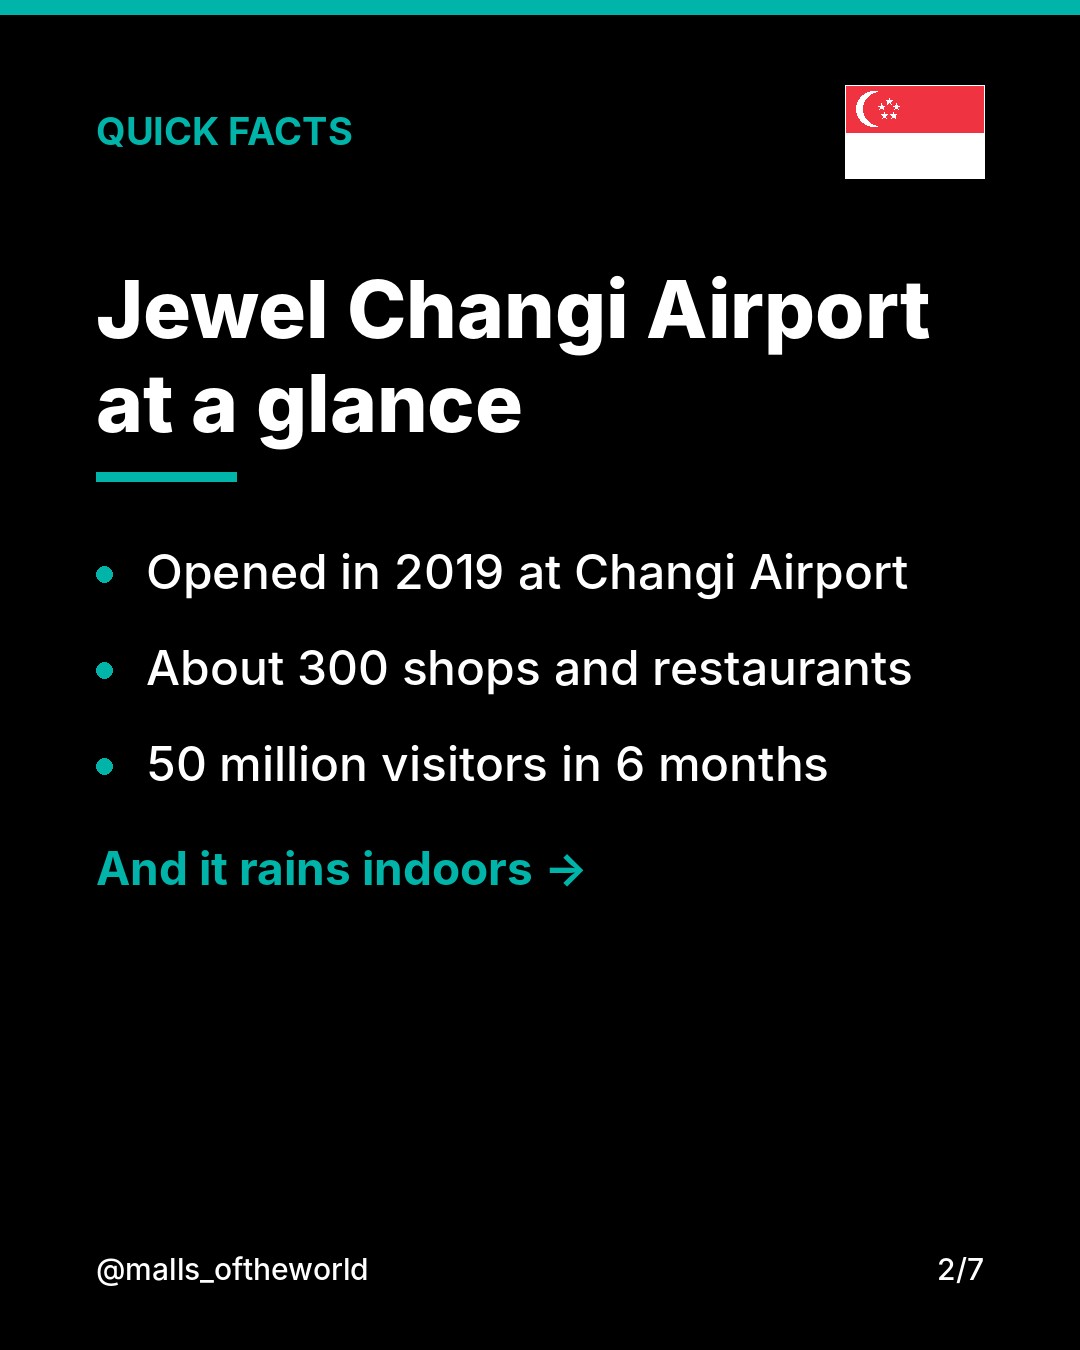 QUICK FACTS
Jewel Changi Airport
at a glance
• Opened in 2019 at Changi Airport
• About 300 shops and restaurants
• 50 million visitors in 6 months
And it rains indoors →
@malls_oftheworld
2/7